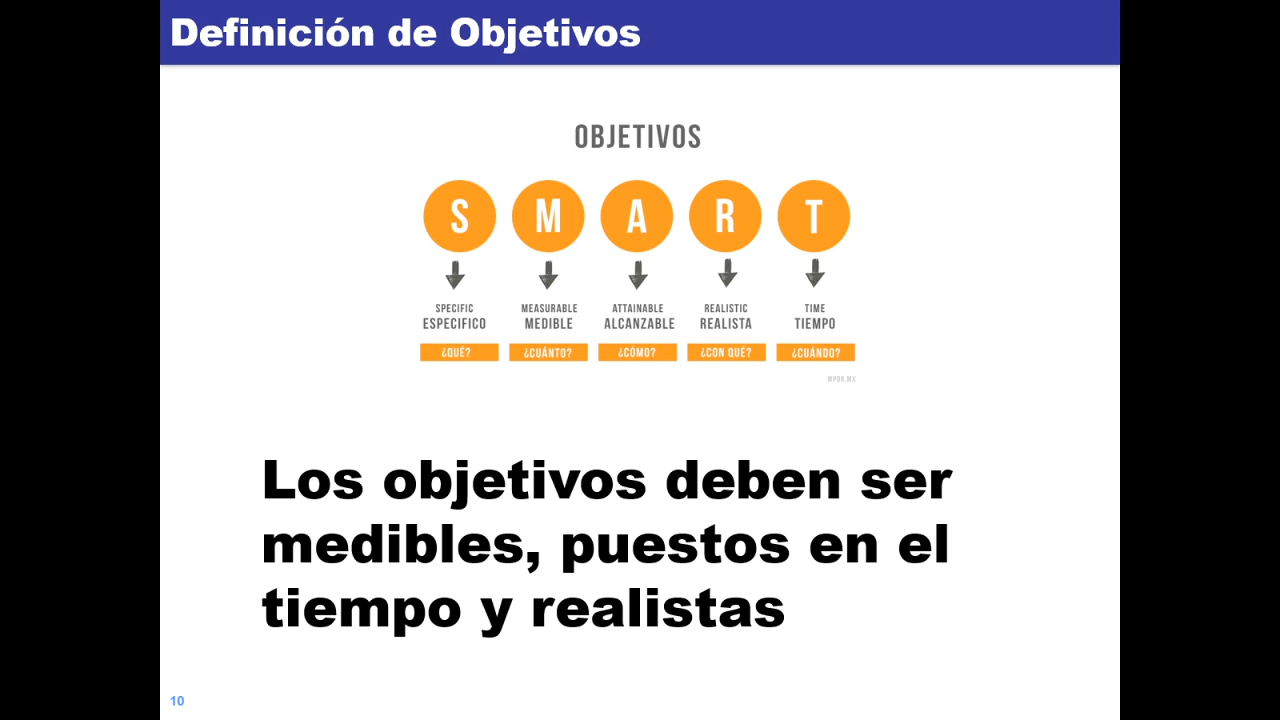 Definición de Objetivos
OBJETIVOS
S M A R T
SPECIFIC MEASURABLE ATTAINABLE REALISTIC TIME
ESPECIFICO MEDIBLE ALCANZABLE REALISTA TIEMPO
¿QUÉ? ¿CUÁNTO? ¿CÓMO? ¿CON QUÉ? ¿CUÁNDO?
Los objetivos deben ser
medibles, puestos en el
tiempo y realistas
10